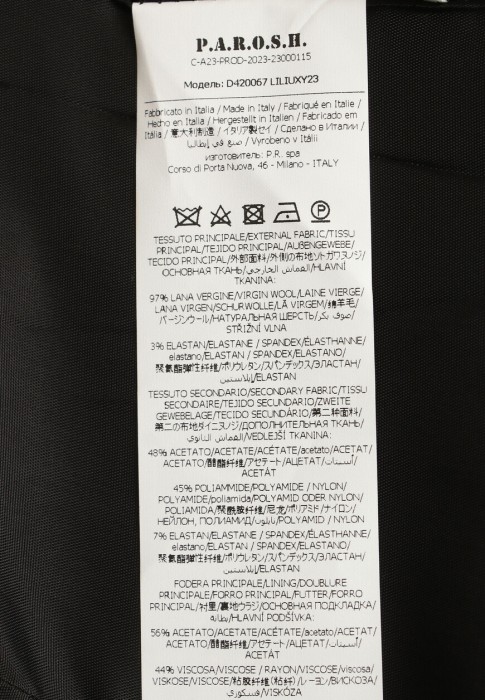 P.A.R.O.S.H.
C-A23-PROD-2023-23000115
Модель: D420067 LILIUXY23
Fabbricato in Italia / Made in Italy / Fabriqué en Italie /
Hecho en Italia / Hergestellt in Italien / Fabricado em
Itália / 意大利制造 / イタリア製セイ / Сделано в Италии /
صنع في إيطاليا / Vyrobeno v Itálii
изготовитель: P.R. spa
Corso di Porta Nuova, 46 - Milano - ITALY
TESSUTO PRINCIPALE/EXTERNAL FABRIC/TISSU
PRINCIPAL/TEJIDO PRINCIPAL/AUßENGEWEBE/
TECIDO PRINCIPAL/外部面料/外側の布地ソトガワヌノジ/
ОСНОВНАЯ ТКАНЬ/القماش الخارجي/HLAVNÍ
TKANINA:
97% LANA VERGINE/VIRGIN WOOL/LAINE VIERGE/
LANA VIRGEN/SCHURWOLLE/LÃ VIRGEM/绵羊毛/
バージンウール/НАТУРАЛЬНАЯ ШЕРСТЬ/صوف بكر/
STŘIŽNÍ VLNA
3% ELASTAN/ELASTANE / SPANDEX/ÉLASTHANNE/
elastano/ELASTAN / SPANDEX/ELASTANO/
聚氨酯弹性纤维/ポリウレタン/スパンデックス/ЭЛАСТАН/
إيلاستين/ELASTAN
TESSUTO SECONDARIO/SECONDARY FABRIC/TISSU
SECONDAIRE/TEJIDO SECUNDARIO/ZWEITE
GEWEBELAGE/TECIDO SECUNDÁRIO/第二种面料/
第二の布地ダイニヌノジ/ДОПОЛНИТЕЛЬНАЯ ТКАНЬ/
القماش الثانوي/VEDLEJŠÍ TKANINA:
48% ACETATO/ACETATE/ACÉTATE/acetato/ACETAT/
ACETATO/醋酯纤维/アセテート/АЦЕТАТ/أسيتات/
ACETÁT
45% POLIAMMIDE/POLYAMIDE / NYLON/
POLYAMIDE/poliamida/POLYAMID ODER NYLON/
POLIAMIDA/聚酰胺纤维/尼龙/ポリアミド/ナイロン/
НЕЙЛОН, ПОЛИАМИД/نايلون/POLYAMID / NYLON
7% ELASTAN/ELASTANE / SPANDEX/ÉLASTHANNE/
elastano/ELASTAN / SPANDEX/ELASTANO/
聚氨酯弹性纤维/ポリウレタン/スパンデックス/ЭЛАСТАН/
إيلاستين/ELASTAN
FODERA PRINCIPALE/LINING/DOUBLURE
PRINCIPALE/FORRO PRINCIPAL/FUTTER/FORRO
PRINCIPAL/衬里/裏地ウラジ/ОСНОВНАЯ ПОДКЛАДКА/
بطانة/HLAVNÍ PODŠÍVKA:
56% ACETATO/ACETATE/ACÉTATE/acetato/ACETAT/
ACETATO/醋酯纤维/アセテート/АЦЕТАТ/أسيتات/
ACETÁT
44% VISCOSA/VISCOSE / RAYON/VISCOSE/viscosa/
VISKOSE/VISCOSE/粘胶纤维(粘纤)/レーヨン/ВИСКОЗА/
فيسكوزي/VISKÓZA